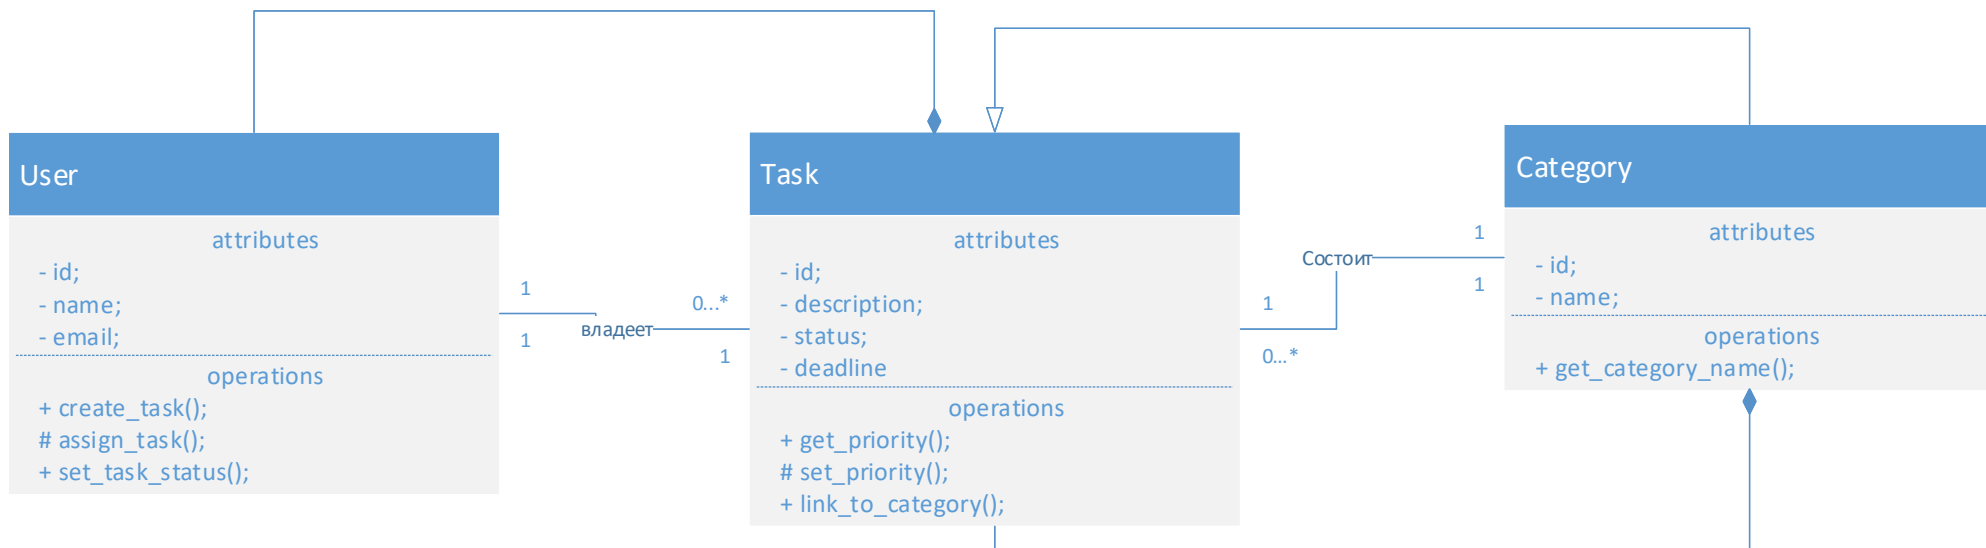 User
attributes
- id;
- name;
- email;
operations
+ create_task();
# assign_task();
+ set_task_status();
1
1
владеет
0...*
1
Task
attributes
- id;
- description;
- status;
- deadline
operations
+ get_priority();
# set_priority();
+ link_to_category();
1
0...*
Состоит
1
1
Category
attributes
- id;
- name;
operations
+ get_category_name();